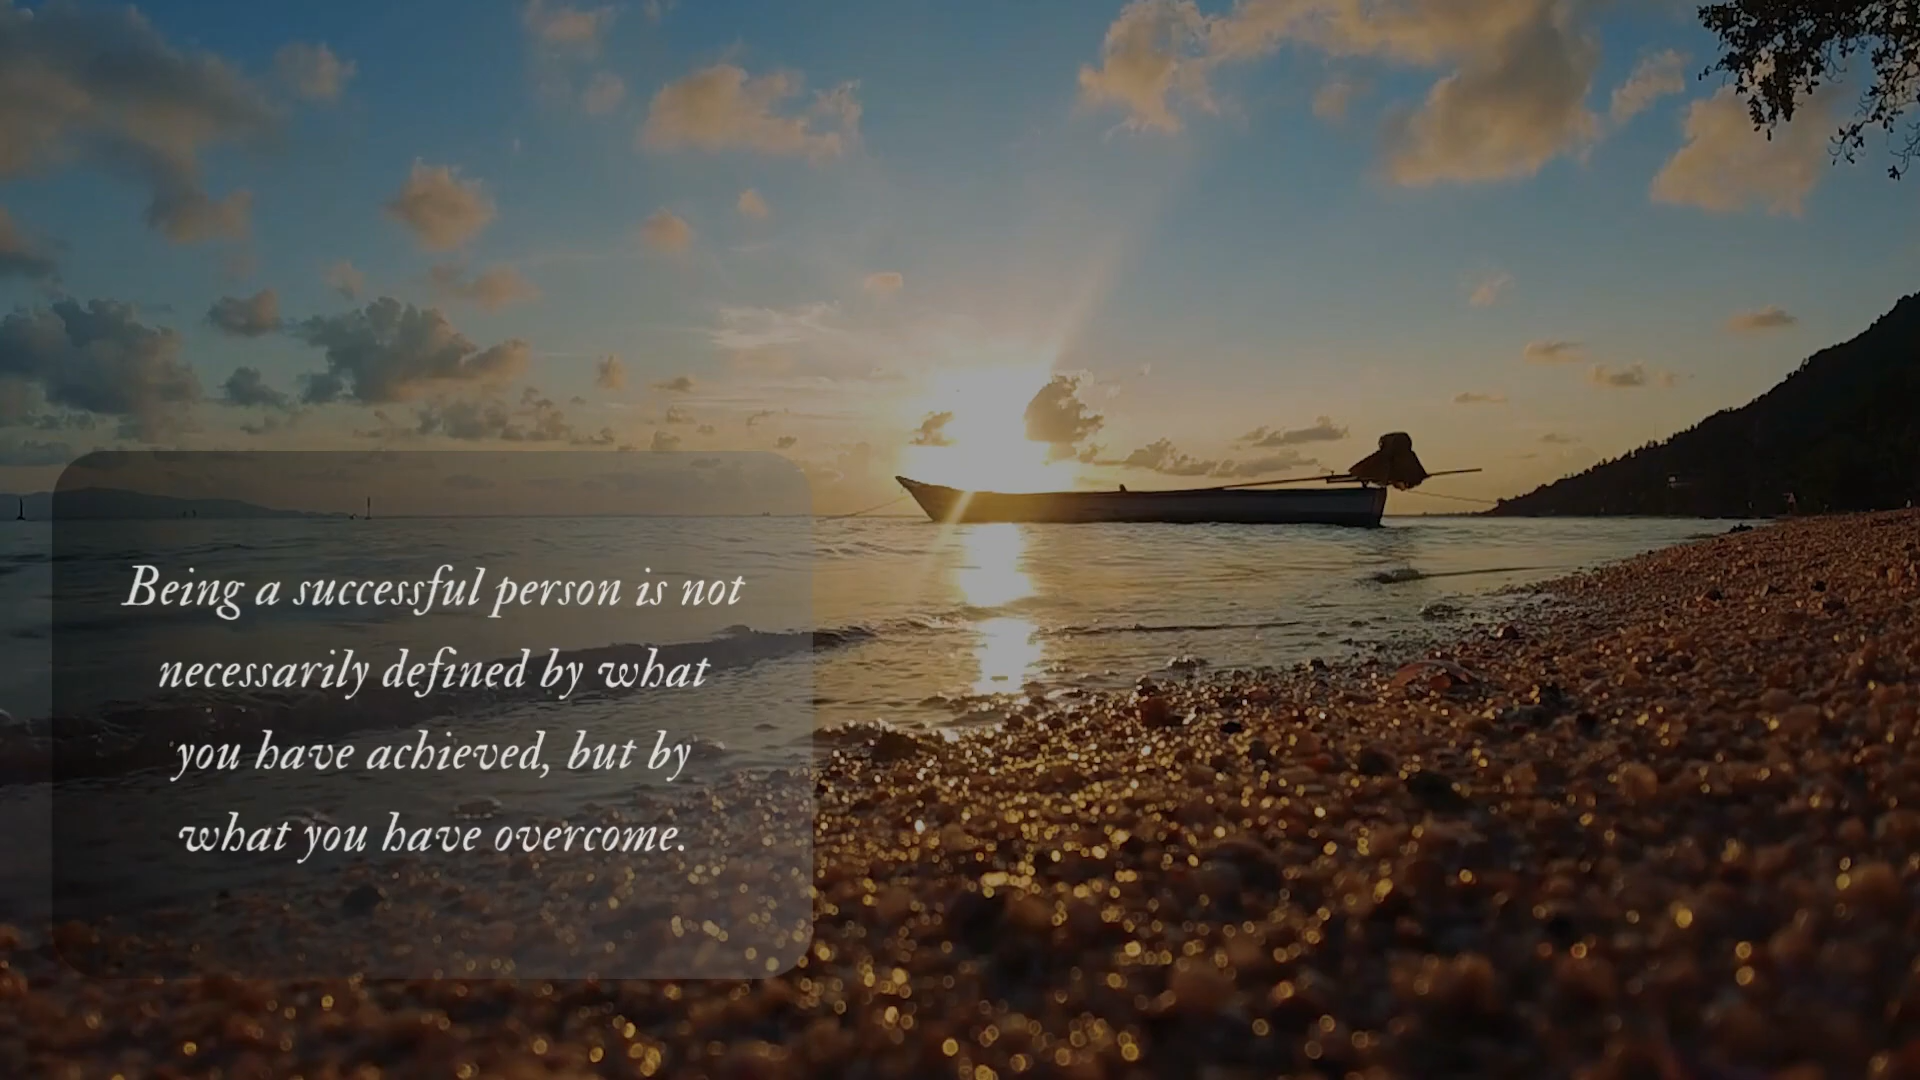 Being a successful person is not
necessarily defined by what
you have achieved, but by
what you have overcome.